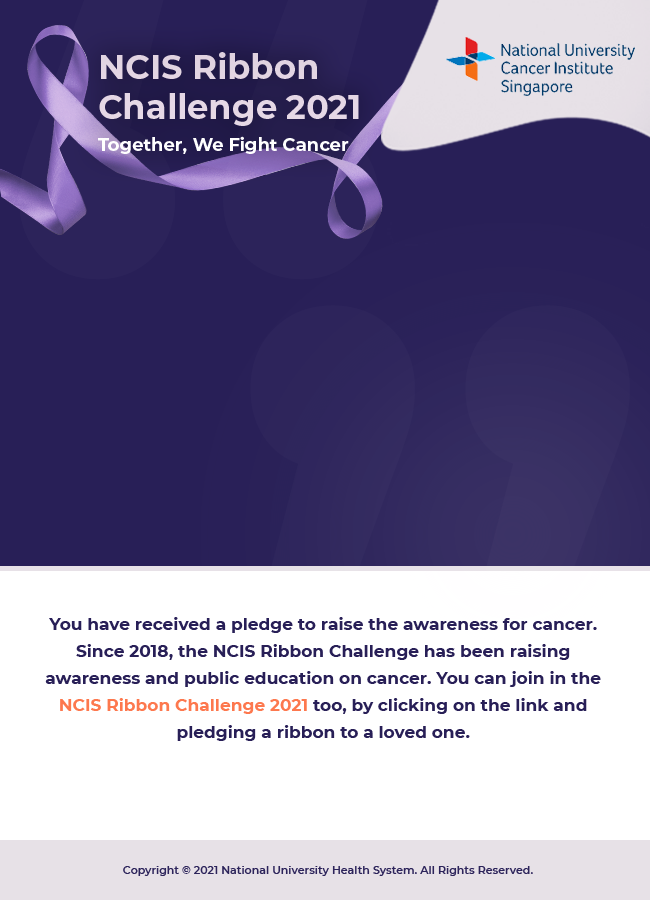 NCIS Ribbon
Challenge 2021
Together, We Fight Cancer
National University
Cancer Institute
Singapore
You have received a pledge to raise the awareness for cancer.
Since 2018, the NCIS Ribbon Challenge has been raising
awareness and public education on cancer. You can join in the
NCIS Ribbon Challenge 2021 too, by clicking on the link and
pledging a ribbon to a loved one.
Copyright © 2021 National University Health System. All Rights Reserved.